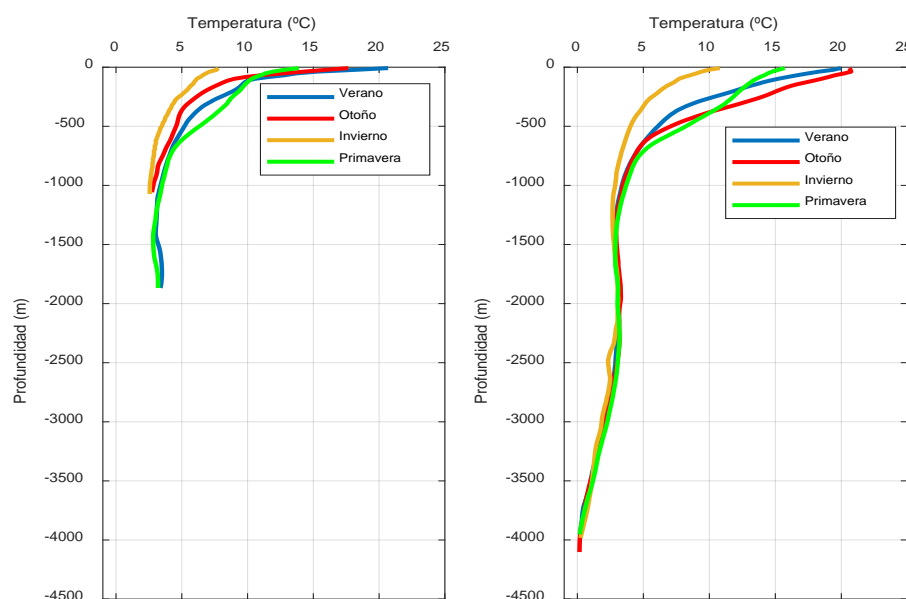 Temperatura (ºC)
0 5 10 15 20 25
0
-500
-1000
-1500
-2000
-2500
-3000
-3500
-4000
-4500
Profundidad (m)
Verano
Otoño
Invierno
Primavera
Temperatura (ºC)
0 5 10 15 20 25
0
-500
-1000
-1500
-2000
-2500
-3000
-3500
-4000
-4500
Profundidad (m)
Verano
Otoño
Invierno
Primavera